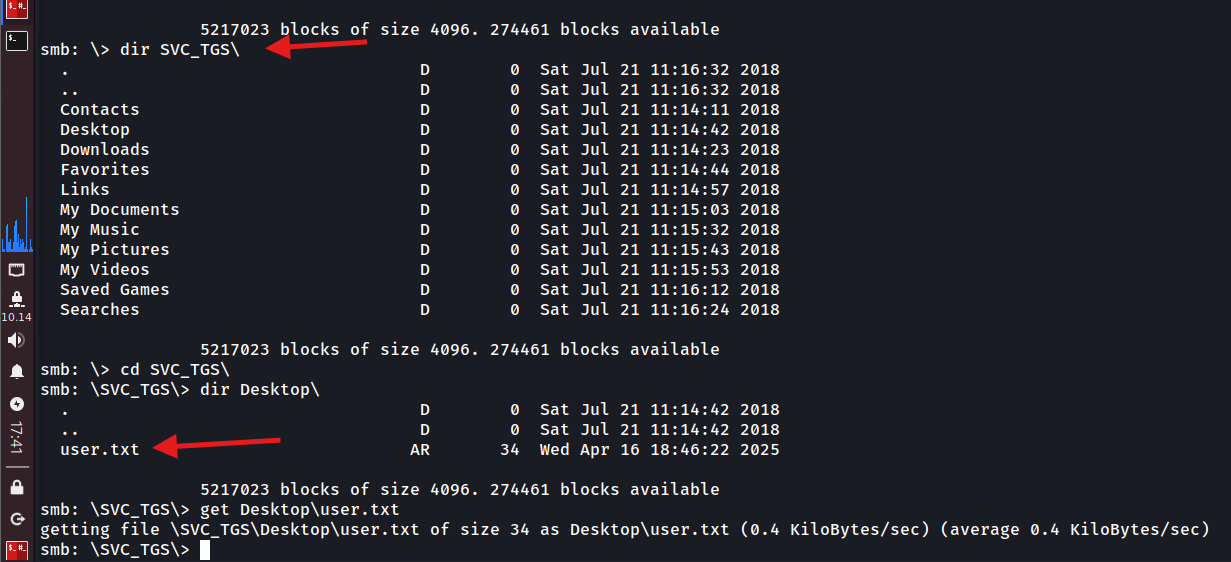 5217023 blocks of size 4096. 274461 blocks available
smb: \> dir SVC_TGS\
. D 0 Sat Jul 21 11:16:32 2018
.. D 0 Sat Jul 21 11:16:32 2018
Contacts D 0 Sat Jul 21 11:14:11 2018
Desktop D 0 Sat Jul 21 11:14:42 2018
Downloads D 0 Sat Jul 21 11:14:23 2018
Favorites D 0 Sat Jul 21 11:14:44 2018
Links D 0 Sat Jul 21 11:14:57 2018
My Documents D 0 Sat Jul 21 11:15:03 2018
My Music D 0 Sat Jul 21 11:15:32 2018
My Pictures D 0 Sat Jul 21 11:15:43 2018
My Videos D 0 Sat Jul 21 11:15:53 2018
Saved Games D 0 Sat Jul 21 11:16:12 2018
Searches D 0 Sat Jul 21 11:16:24 2018
5217023 blocks of size 4096. 274461 blocks available
smb: \> cd SVC_TGS\
smb: \SVC_TGS\> dir Desktop\
. D 0 Sat Jul 21 11:14:42 2018
.. D 0 Sat Jul 21 11:14:42 2018
user.txt AR 34 Wed Apr 16 18:46:22 2025
5217023 blocks of size 4096. 274461 blocks available
smb: \SVC_TGS\> get Desktop\user.txt
getting file \SVC_TGS\Desktop\user.txt of size 34 as Desktop\user.txt (0.4 KiloBytes/sec) (average 0.4 KiloBytes/sec)
smb: \SVC_TGS\>
10.14
17:41